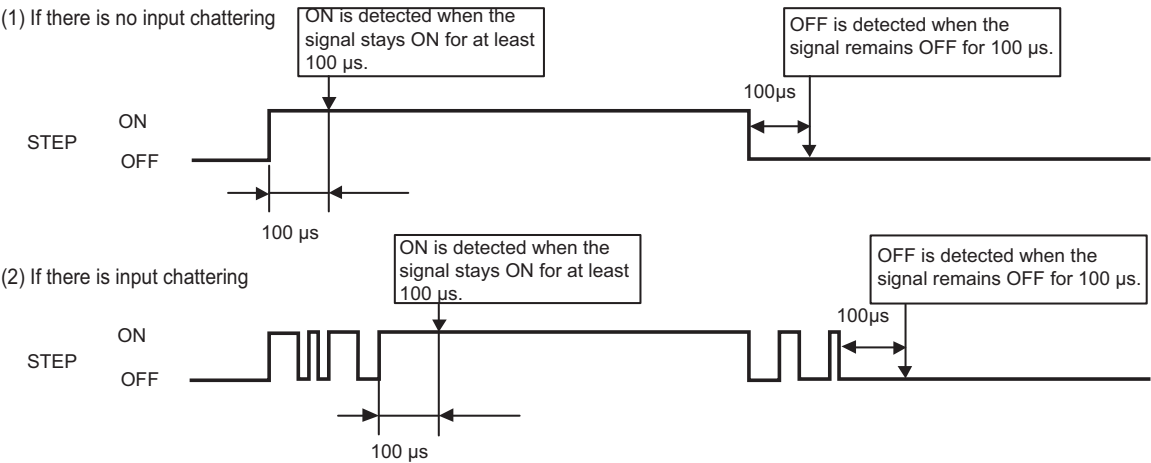 (1) If there is no input chattering
ON is detected when the
signal stays ON for at least
100 µs.
OFF is detected when the
signal remains OFF for 100 µs.
100µs
STEP
ON
OFF
100 µs
(2) If there is input chattering
ON is detected when the
signal stays ON for at least
100 µs.
OFF is detected when the
signal remains OFF for 100 µs.
100µs
STEP
ON
OFF
100 µs